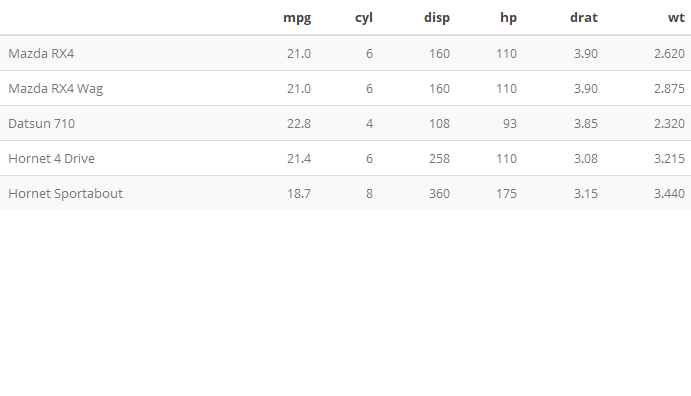 mpg cyl disp hp drat wt
Mazda RX4 21.0 6 160 110 3.90 2.620
Mazda RX4 Wag 21.0 6 160 110 3.90 2.875
Datsun 710 22.8 4 108 93 3.85 2.320
Hornet 4 Drive 21.4 6 258 110 3.08 3.215
Hornet Sportabout 18.7 8 360 175 3.15 3.440